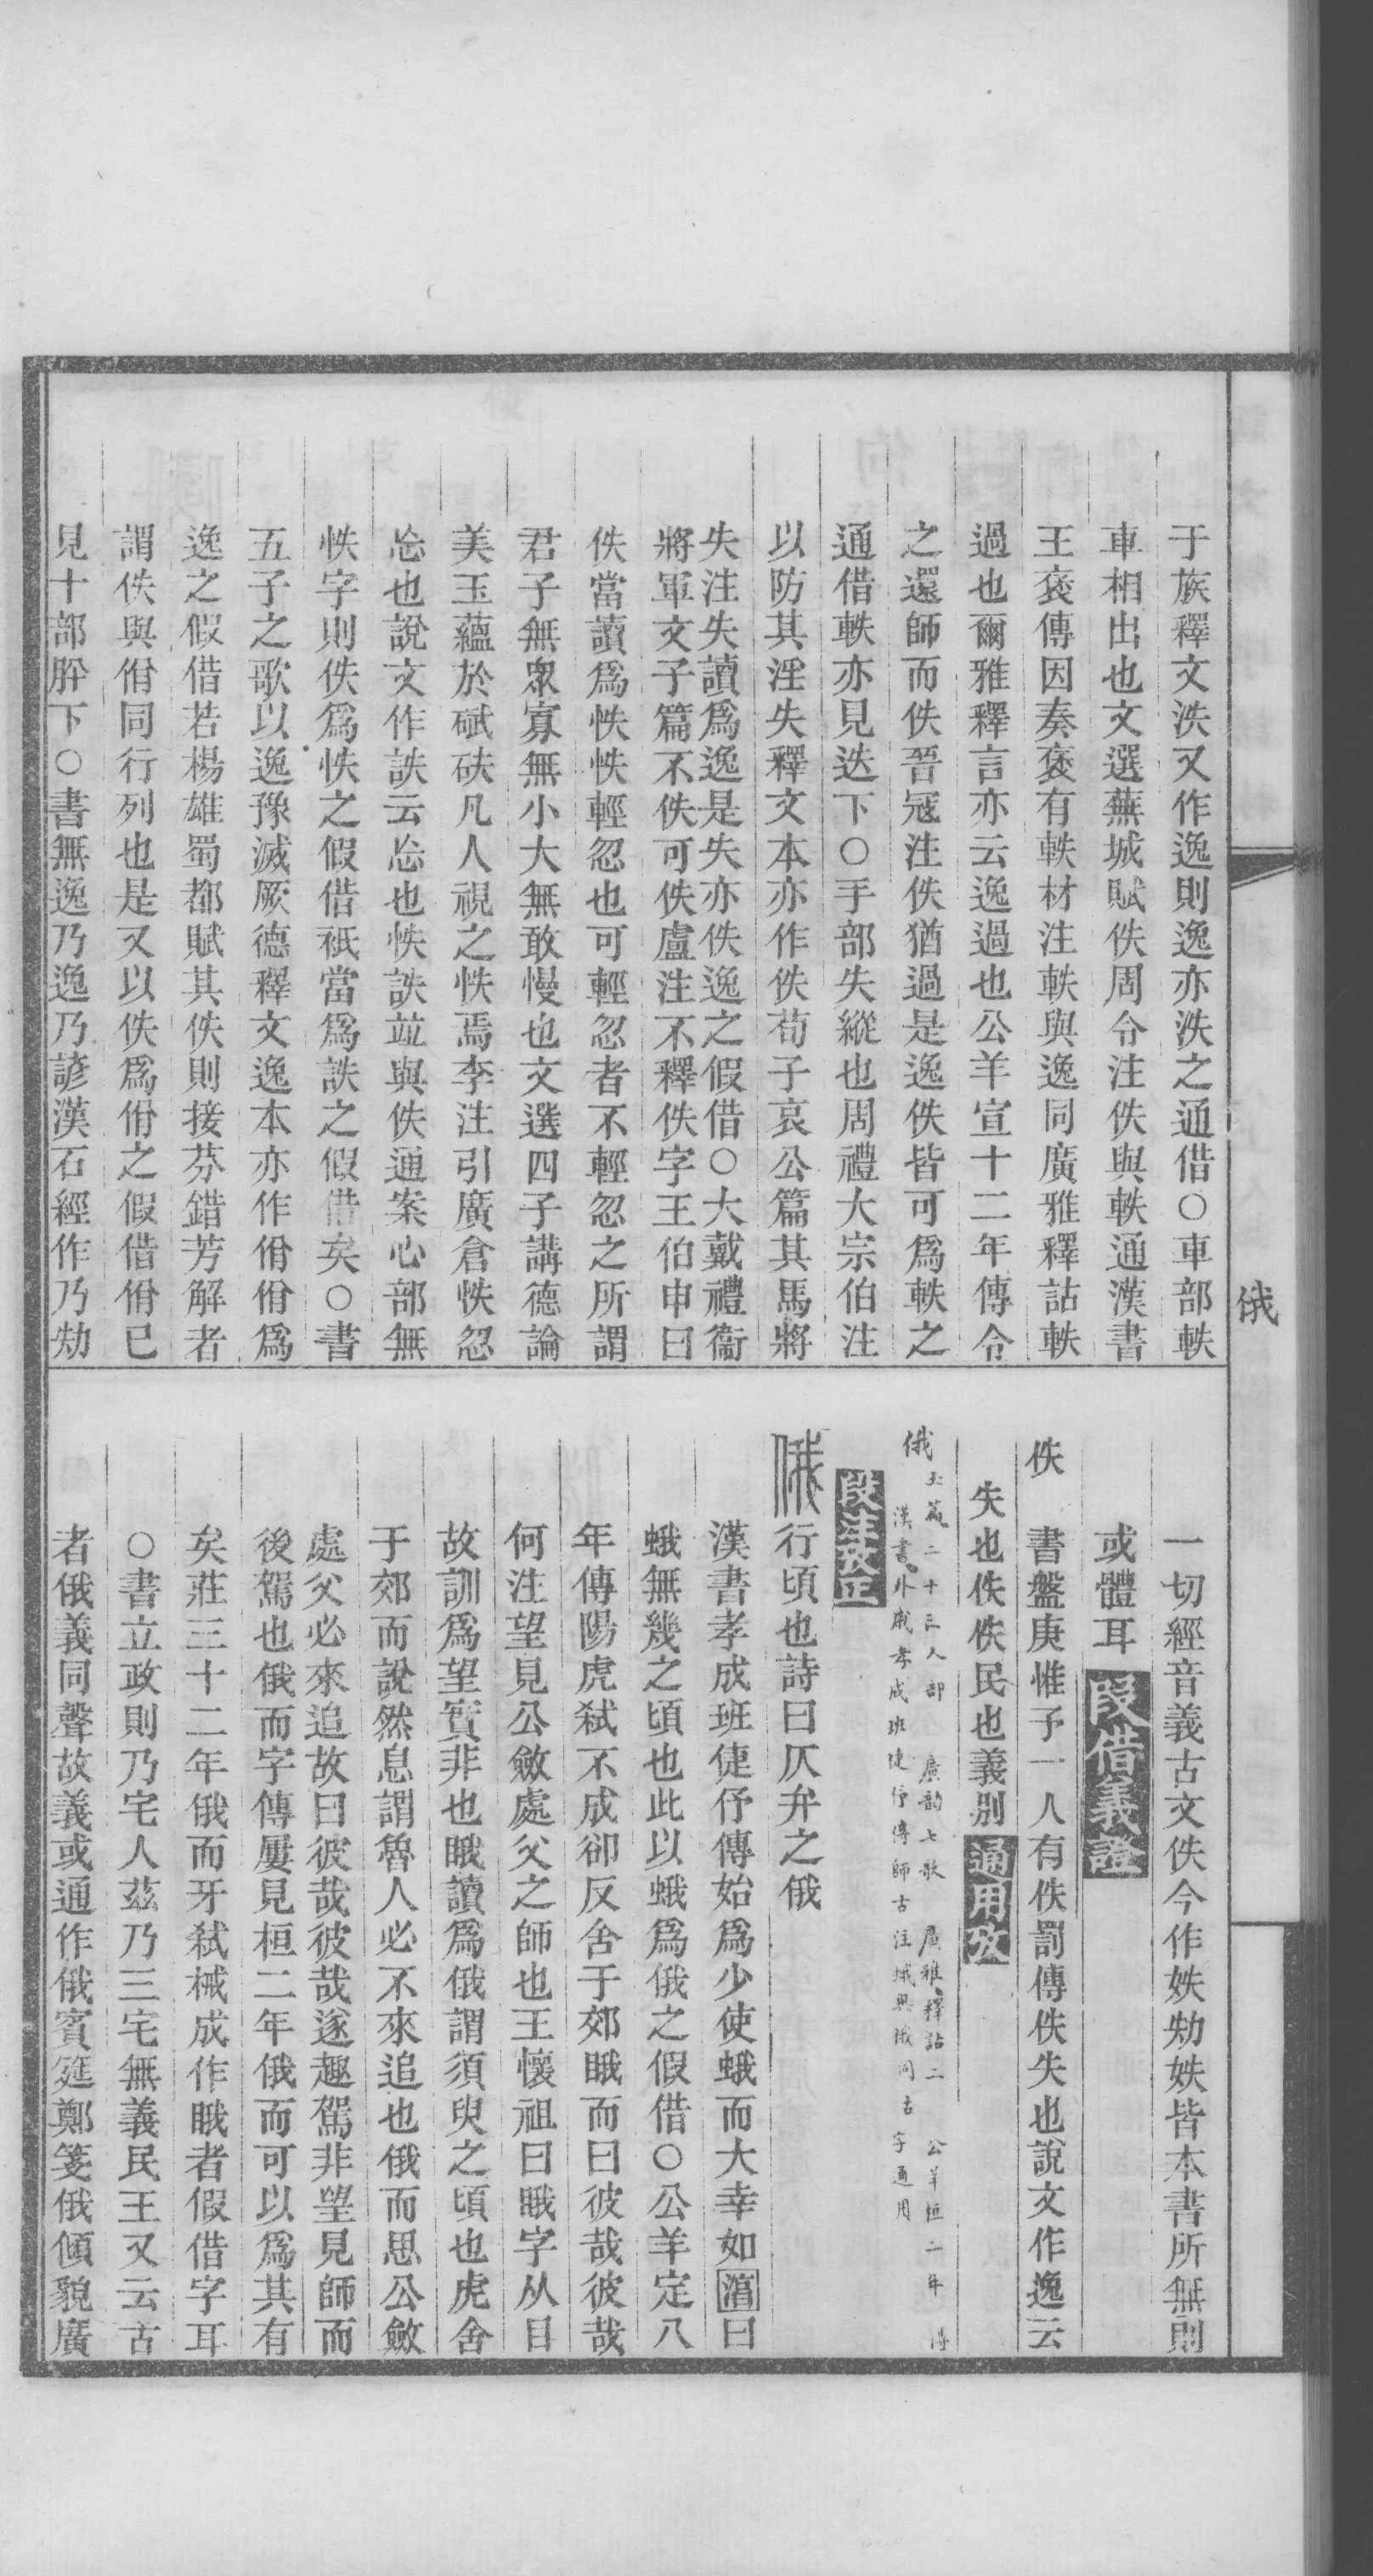 俄
于族釋文泆又作逸則逸亦泆之通借○車部軼
車相出也文選蕪城賦佚周令注佚與軼通漢書
王襃傳因奏襃有軼材注軼與逸同廣雅釋詁軼
過也爾雅釋言亦云逸過也公羊宣十二年傳令
之還師而佚晉寇注佚猶過是逸佚皆可爲軼之
通借軼亦見迭下○手部失縱也周禮大宗伯注
以防其淫失釋文本亦作佚荀子哀公篇其馬將
失注失讀爲逸是失亦佚逸之假借○大戴禮衞
將軍文子篇不佚可佚盧注不釋佚字王伯申曰
佚當讀爲怢怢輕忽也可輕忽者不輕忽之所謂
君子無眾寡無小大無敢慢也文選四子講德論
美玉蘊於碔砆凡人視之怢焉李注引廣倉怢忽
忩也說文作詄云忩也怢詄竝與佚通案心部無
怢字則佚爲怢之假借祇當爲詄之假借矣○書
五子之歌以逸豫滅厥德釋文逸本亦作佾佾爲
逸之假借若楊雄蜀都賦其佚則接芬錯芳解者
謂佚與佾同行列也是又以佚爲佾之假借佾已
見十部䏌下○書無逸乃逸乃諺漢石經作乃劮
一切經音義古文佚今作妷劮妷皆本書所無則
或體耳 段借義證
佚 書盤庚惟予一人有佚罰傳佚失也說文作逸云
失也佚佚民也義別 通用攷
俄 玉篇二十三人部 廣韵七歌 廣雅釋詁二 公羊桓二年傳
漢書外戚孝成班倢伃傳師古注蛾與俄同古字通用
段注攷正
俄 行頃也詩曰仄弁之俄
漢書孝成班倢伃傳始爲少使蛾而大幸如湻曰
蛾無幾之頃也此以蛾爲俄之假借○公羊定八
年傳陽虎弑不成卻反舍于郊䀼而曰彼哉彼哉
何注望見公斂處父之師也王懷祖曰䀼字从目
故訓爲望實非也䀼讀爲俄謂須臾之頃也虎舍
于郊而說然息謂魯人必不來追也俄而思公斂
處父必來追故曰彼哉彼哉遂趣駕非望見師而
後駕也俄而字傳屢見桓二年俄而可以爲其有
矣莊三十二年俄而牙弑械成作䀼者假借字耳
○書立政則乃宅人茲乃三宅無義民王又云古
者俄義同聲故義或通作俄賓筵鄭箋俄傾貌廣